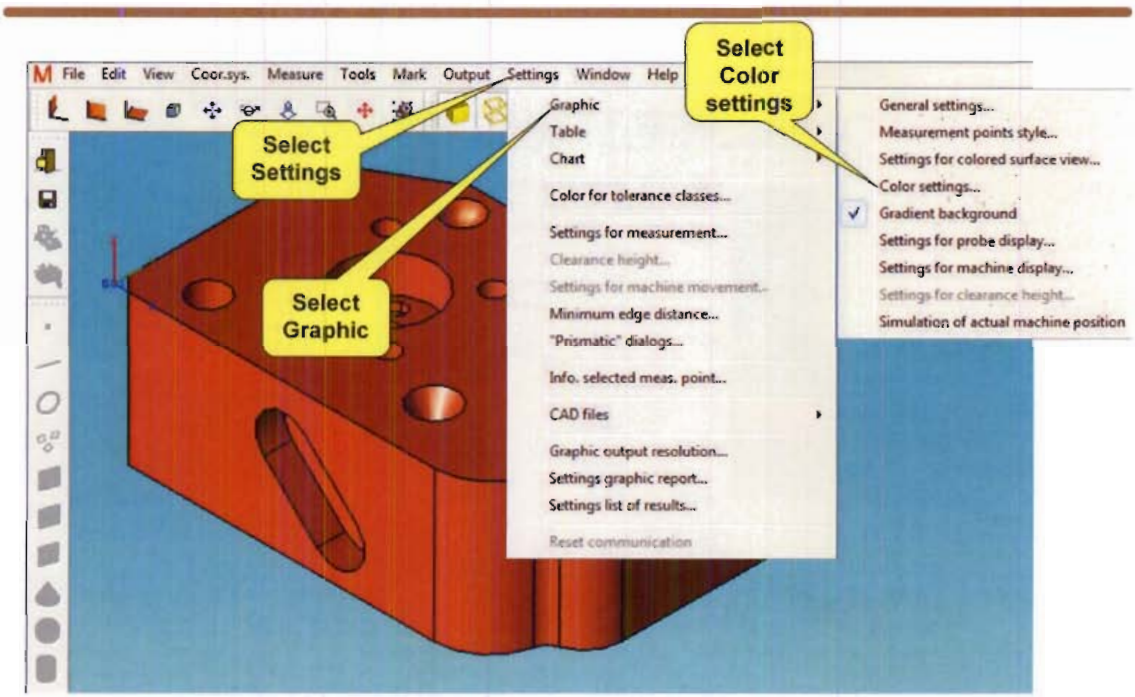 Select
Color
settings
M File Edit View Coor.sys. Measure Tools Mark Output Settings Window Help
Select
Settings
Select
Graphic
Graphic
Table
Chart
Color for tolerance classes...
Settings for measurement...
Clearance height...
Settings for machine movement...
Minimum edge distance...
"Prismatic" dialogs...
Info. selected meas. point...
CAD files
Graphic output resolution...
Settings graphic report...
Settings list of results...
Reset communication
General settings...
Measurement points style...
Settings for colored surface view...
Color settings...
Gradient background
Settings for probe display...
Settings for machine display...
Settings for clearance height...
Simulation of actual machine position